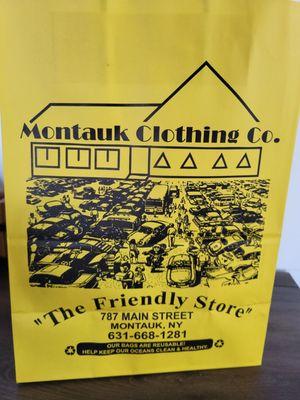 Montauk Clothing Co.
"The Friendly Store"
787 MAIN STREET
MONTAUK, NY
631-668-1281
OUR BAGS ARE REUSABLE!
HELP KEEP OUR OCEANS CLEAN & HEALTHY.